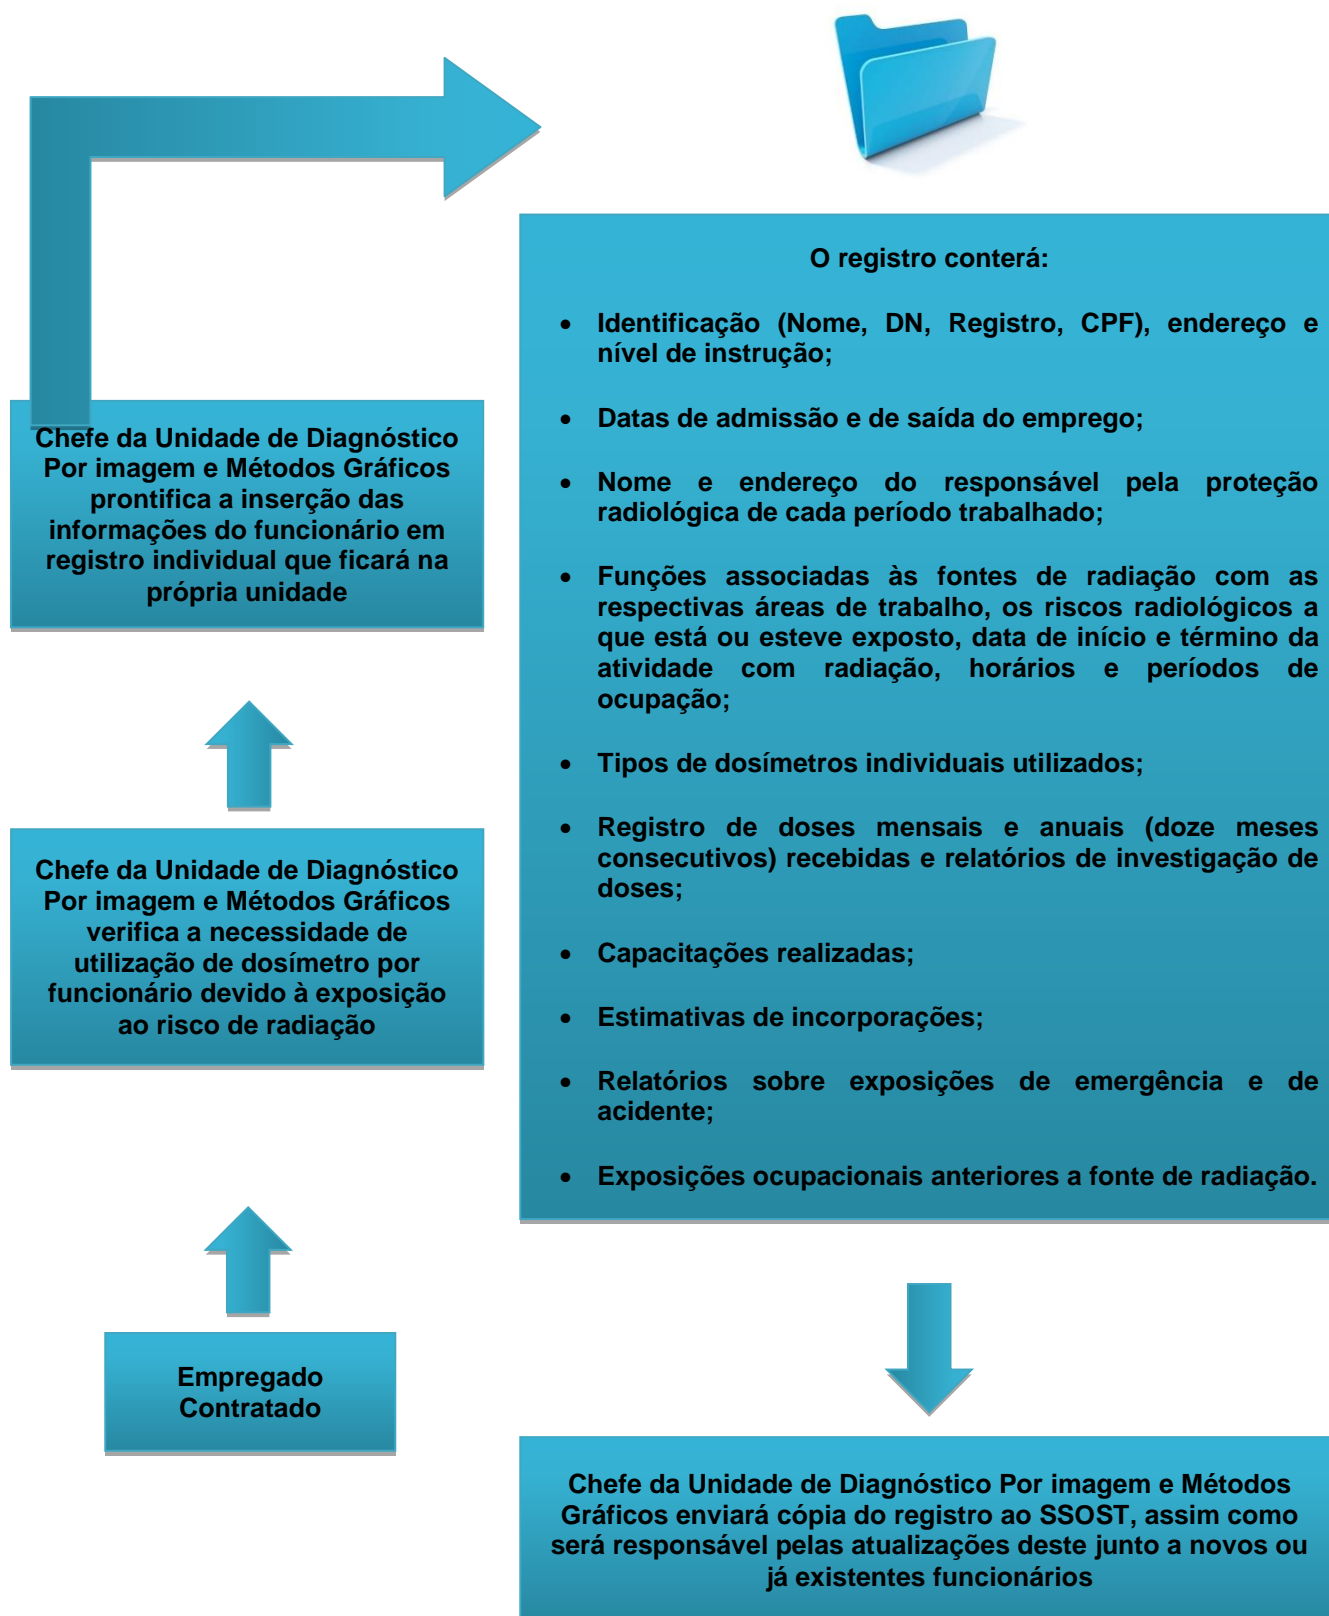 O registro conterá:
• Identificação (Nome, DN, Registro, CPF), endereço e
nível de instrução;
• Datas de admissão e de saída do emprego;
• Nome e endereço do responsável pela proteção
radiológica de cada período trabalhado;
• Funções associadas às fontes de radiação com as
respectivas áreas de trabalho, os riscos radiológicos a
que está ou esteve exposto, data de início e término da
atividade com radiação, horários e períodos de
ocupação;
• Tipos de dosímetros individuais utilizados;
• Registro de doses mensais e anuais (doze meses
consecutivos) recebidas e relatórios de investigação de
doses;
• Capacitações realizadas;
• Estimativas de incorporações;
• Relatórios sobre exposições de emergência e de
acidente;
• Exposições ocupacionais anteriores a fonte de radiação.
Chefe da Unidade de Diagnóstico
Por imagem e Métodos Gráficos
prontifica a inserção das
informações do funcionário em
registro individual que ficará na
própria unidade
Chefe da Unidade de Diagnóstico
Por imagem e Métodos Gráficos
verifica a necessidade de
utilização de dosímetro por
funcionário devido à exposição
ao risco de radiação
Empregado
Contratado
Chefe da Unidade de Diagnóstico Por imagem e Métodos
Gráficos enviará cópia do registro ao SSOST, assim como
será responsável pelas atualizações deste junto a novos ou
já existentes funcionários